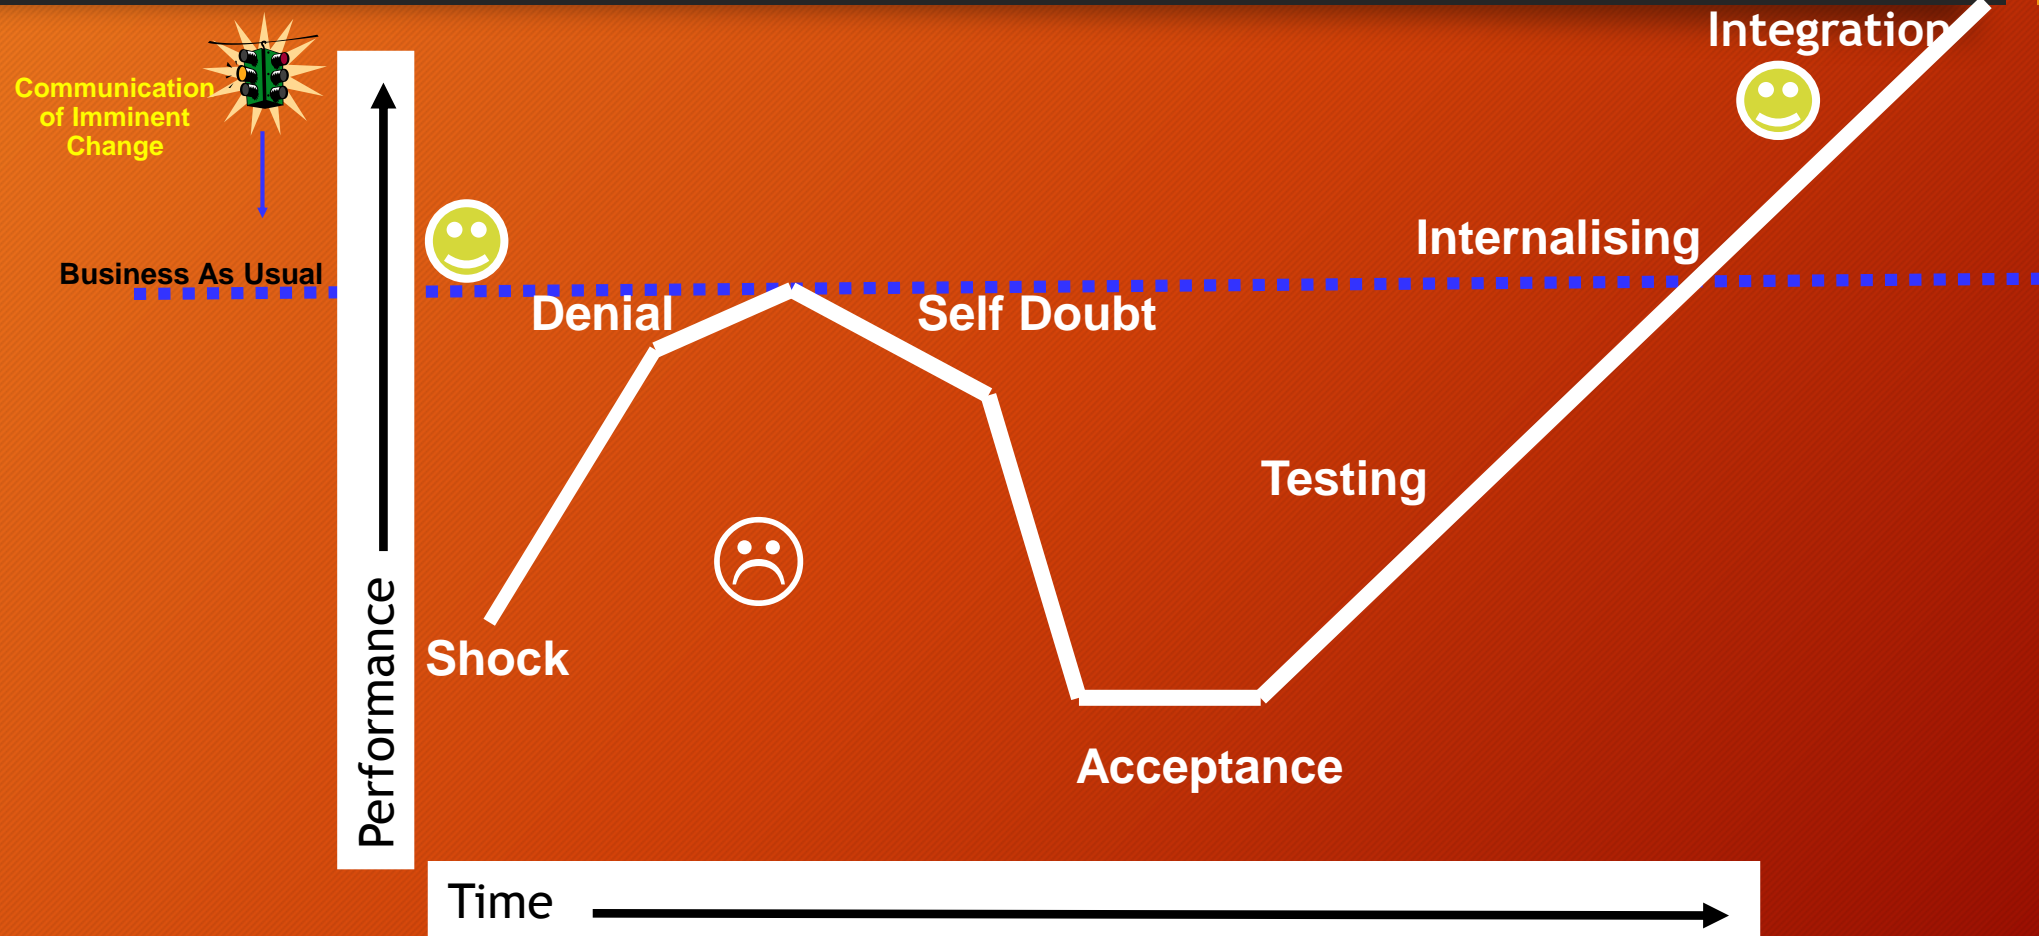 Integration
Communication
of Imminent
Change
Internalising
Business As Usual
Denial
Self Doubt
Testing
Shock
Performance
Acceptance
Time